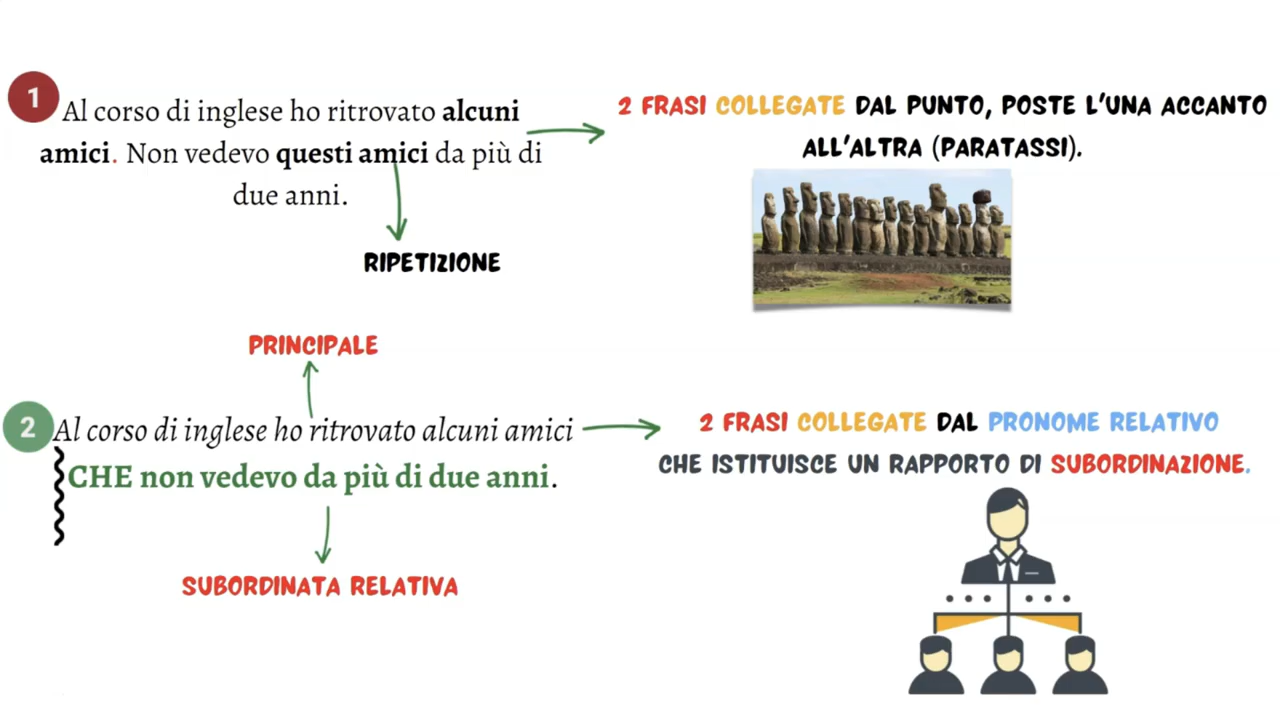 1
Al corso di inglese ho ritrovato alcuni
amici. Non vedevo questi amici da più di
due anni.
RIPETIZIONE
2 FRASI COLLEGATE DAL PUNTO, POSTE L'UNA ACCANTO
ALL'ALTRA (PARATASSI).
PRINCIPALE
2
Al corso di inglese ho ritrovato alcuni amici
CHE non vedevo da più di due anni.
SUBORDINATA RELATIVA
2 FRASI COLLEGATE DAL PRONOME RELATIVO
CHE ISTITUISCE UN RAPPORTO DI SUBORDINAZIONE.